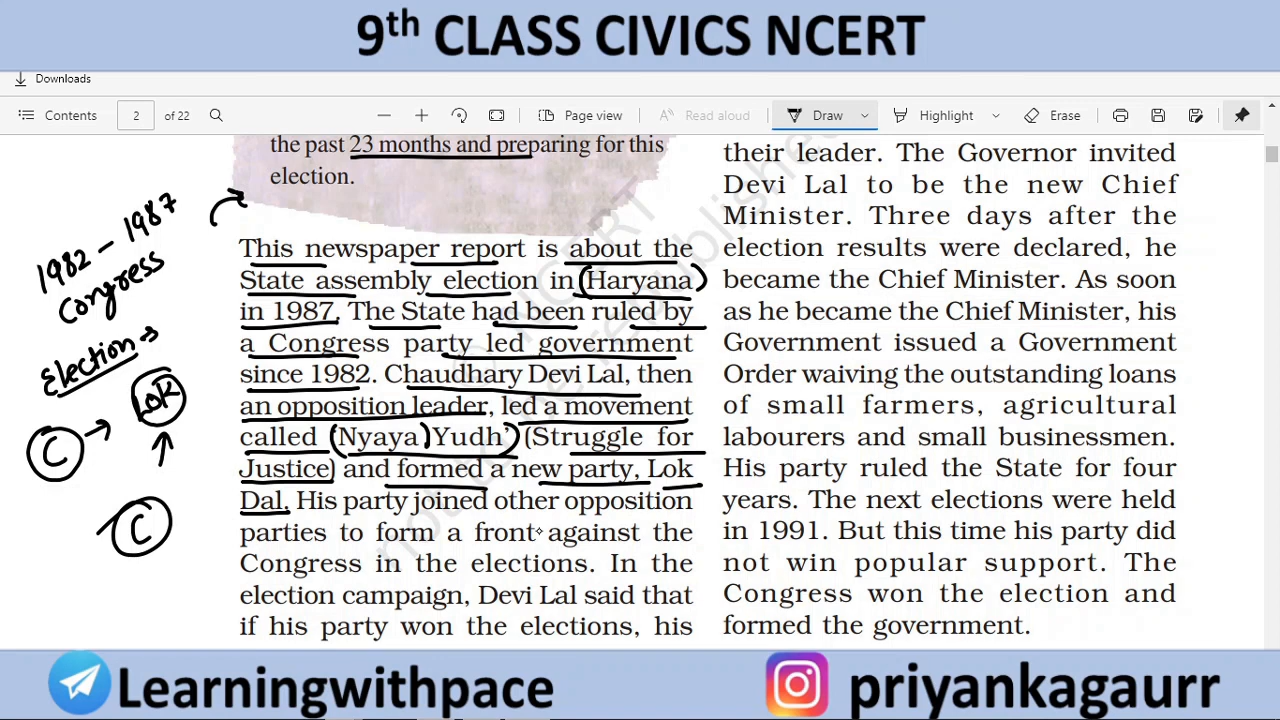 9th CLASS CIVICS NCERT
Downloads
Contents 2 of 22 Page view Read aloud Draw Highlight Erase
the past 23 months and preparing for this
election.
1982 - 1987
Congress
Election
LOK
C
C
This newspaper report is about the
State assembly election in (Haryana)
in 1987. The State had been ruled by
a Congress party led government
since 1982. Chaudhary Devi Lal, then
an opposition leader, led a movement
called (Nyaya) Yudh' (Struggle for
Justice) and formed a new party, Lok
Dal. His party joined other opposition
parties to form a front against the
Congress in the elections. In the
election campaign, Devi Lal said that
if his party won the elections, his
their leader. The Governor invited
Devi Lal to be the new Chief
Minister. Three days after the
election results were declared, he
became the Chief Minister. As soon
as he became the Chief Minister, his
Government issued a Government
Order waiving the outstanding loans
of small farmers, agricultural
labourers and small businessmen.
His party ruled the State for four
years. The next elections were held
in 1991. But this time his party did
not win popular support. The
Congress won the election and
formed the government.
Learningwithpace priyankagaurr